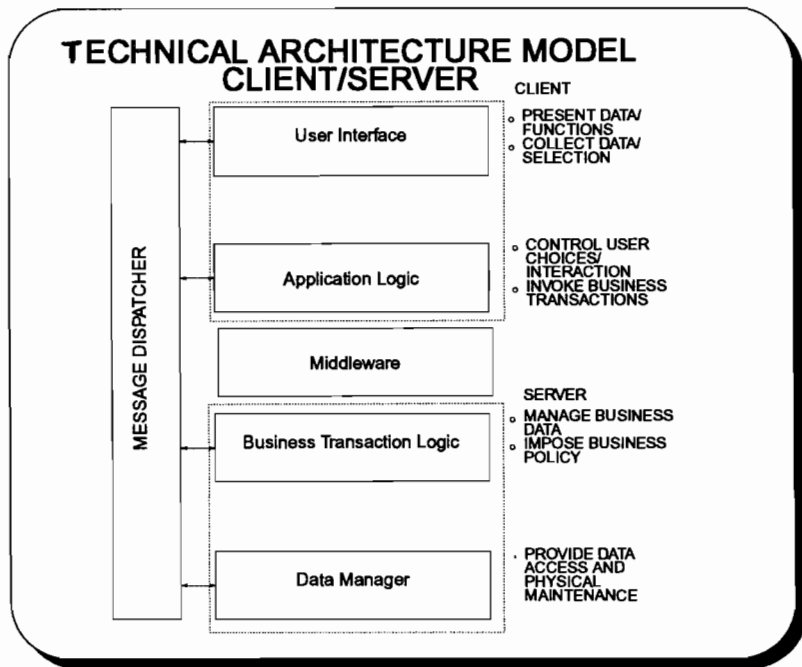 TECHNICAL ARCHITECTURE MODEL
CLIENT/SERVER
CLIENT
MESSAGE DISPATCHER
User Interface
° PRESENT DATA/
FUNCTIONS
° COLLECT DATA/
SELECTION
Application Logic
° CONTROL USER
CHOICES/
INTERACTION
° INVOKE BUSINESS
TRANSACTIONS
Middleware
SERVER
Business Transaction Logic
° MANAGE BUSINESS
DATA
° IMPOSE BUSINESS
POLICY
Data Manager
. PROVIDE DATA
ACCESS AND
PHYSICAL
MAINTENANCE